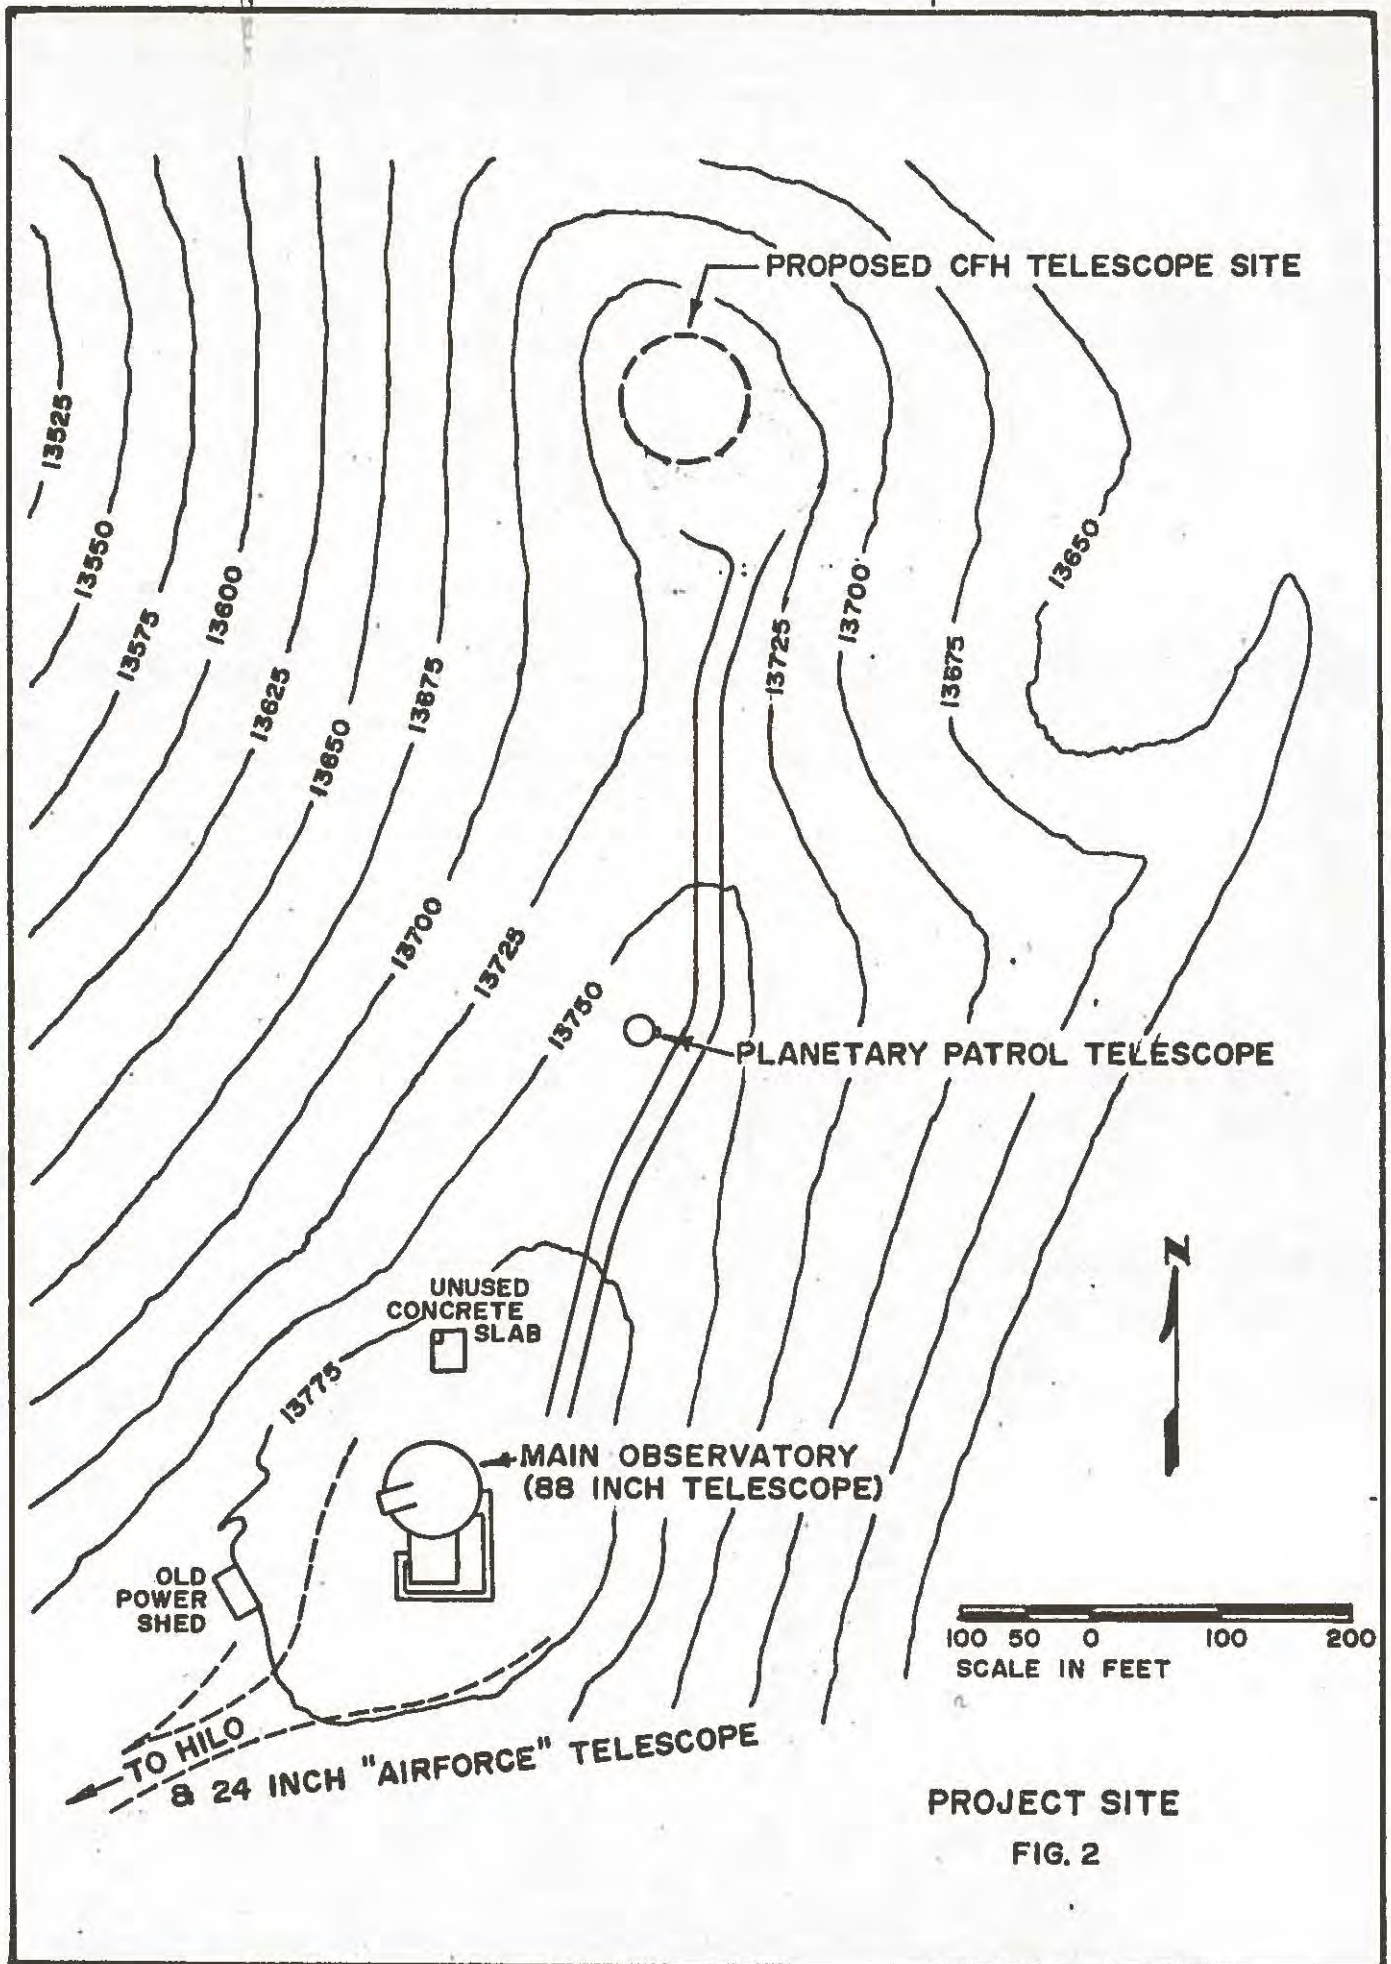 PROPOSED CFH TELESCOPE SITE
13525
13550
13575
13600
13625
13650
13675
13700
13725
13750
13775
13725
13700
13675
13650
PLANETARY PATROL TELESCOPE
N
UNUSED
CONCRETE
SLAB
MAIN OBSERVATORY
(88 INCH TELESCOPE)
OLD
POWER
SHED
100 50 0 100 200
SCALE IN FEET
TO HILO
& 24 INCH "AIRFORCE" TELESCOPE
PROJECT SITE
FIG. 2